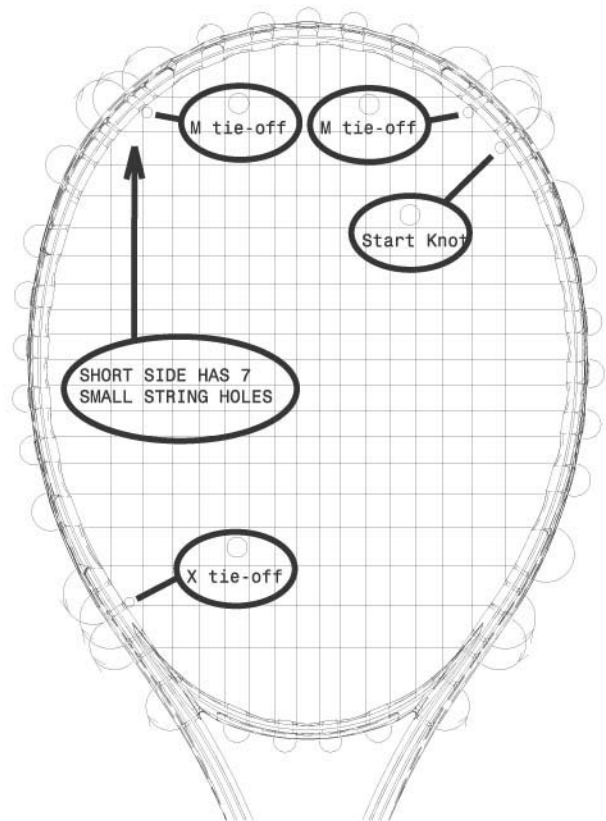 M tie-off
M tie-off
Start Knot
SHORT SIDE HAS 7
SMALL STRING HOLES
X tie-off